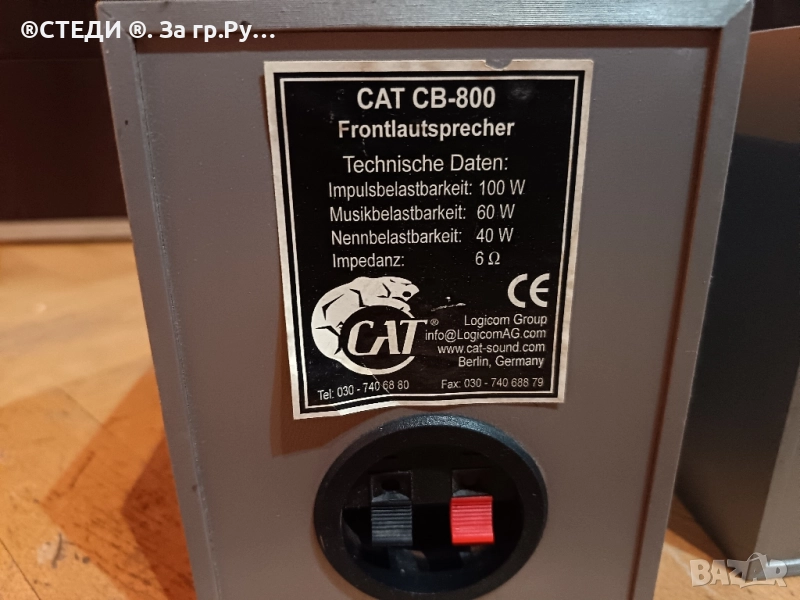 ®СТЕДИ ®. За гр.Ру...
CAT CB-800
Frontlautsprecher
Technische Daten:
Impulsbelastbarkeit: 100 W
Musikbelastbarkeit: 60 W
Nennbelastbarkeit: 40 W
Impedanz: 6 Ω
CE
CAT®
Logicom Group
info@LogicomAG.com
www.cat-sound.com
Berlin, Germany
Tel: 030 - 740 6 80
Fax: 030 - 740 688 79
BAZAR